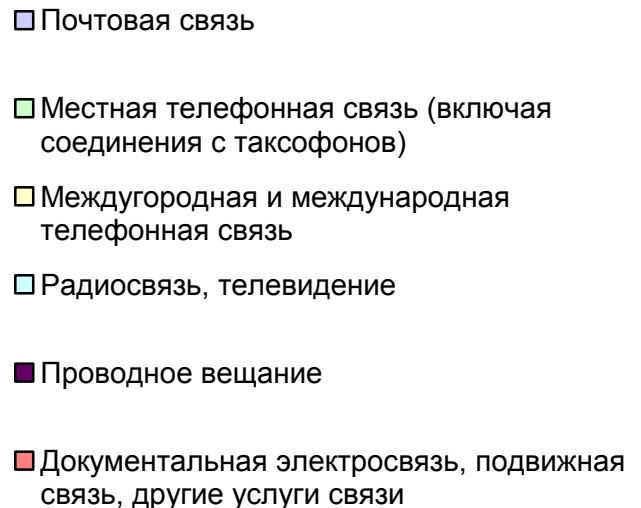 Почтовая связь
Местная телефонная связь (включая
соединения с таксофонов)
Междугородная и международная
телефонная связь
Радиосвязь, телевидение
Проводное вещание
Документальная электросвязь, подвижная
связь, другие услуги связи